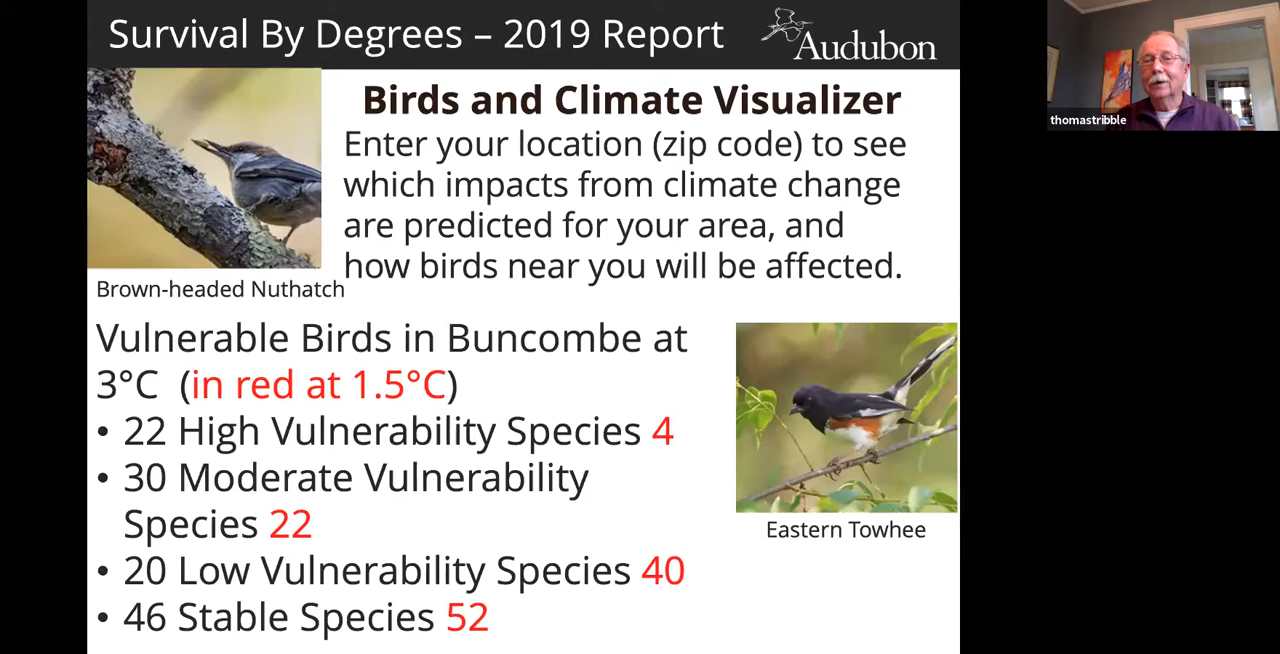 Survival By Degrees – 2019 Report
Audubon
thomastribble
Birds and Climate Visualizer
Enter your location (zip code) to see
which impacts from climate change
are predicted for your area, and
how birds near you will be affected.
Brown-headed Nuthatch
Vulnerable Birds in Buncombe at
3°C (in red at 1.5°C)
• 22 High Vulnerability Species 4
• 30 Moderate Vulnerability
Species 22
• 20 Low Vulnerability Species 40
• 46 Stable Species 52
Eastern Towhee